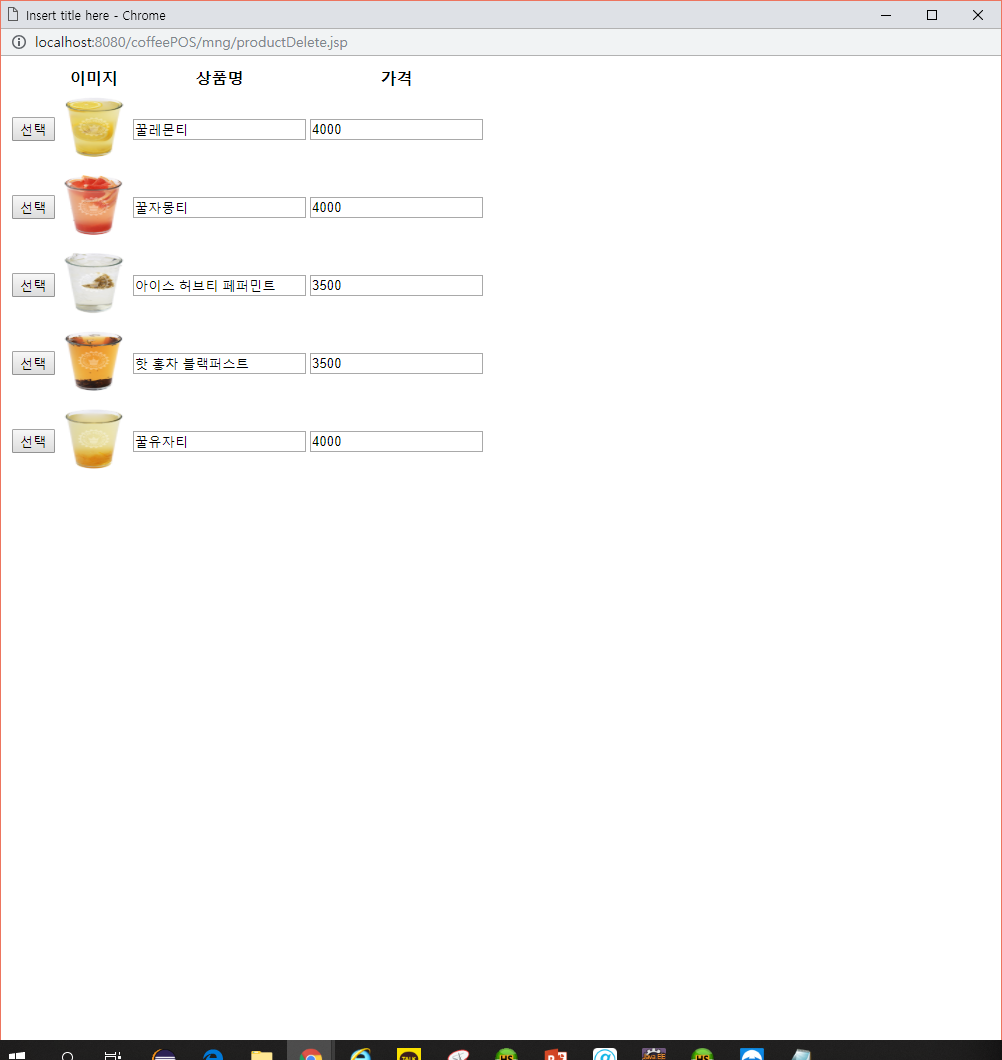 Insert title here - Chrome
localhost:8080/coffeePOS/mng/productDelete.jsp
이미지 상품명 가격
선택 꿀레몬티 4000
선택 꿀자몽티 4000
선택 아이스 허브티 페퍼민트 3500
선택 핫 홍차 블랙퍼스트 3500
선택 꿀유자티 4000
TALK